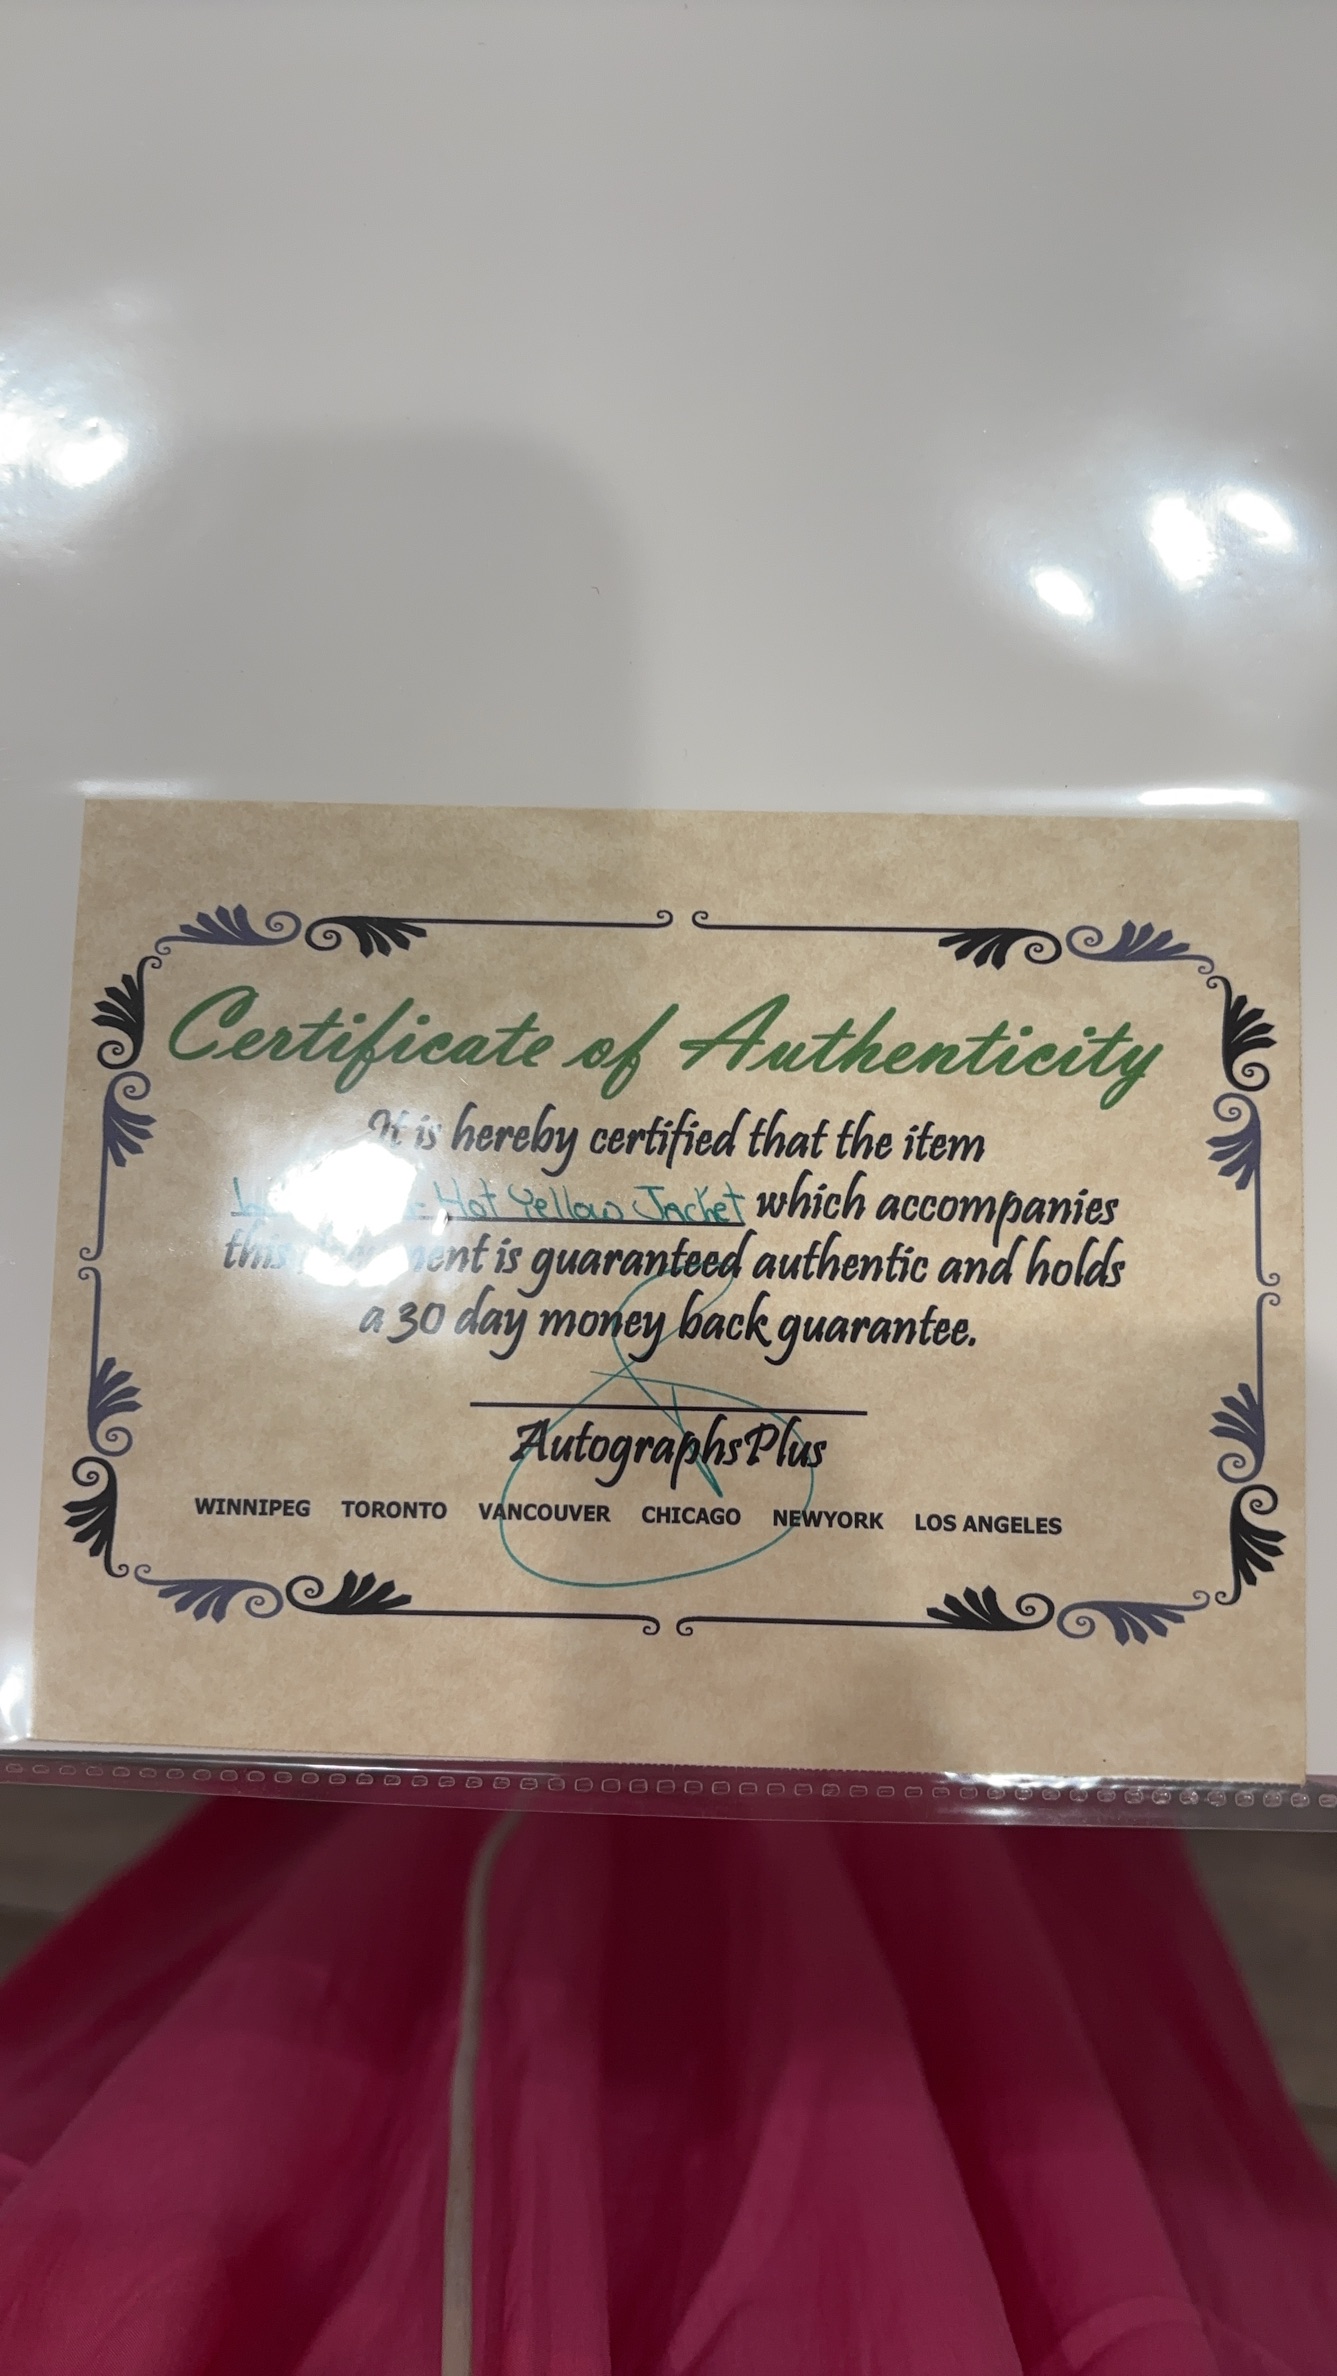 Certificate of Authenticity
It is hereby certified that the item
Hot Yellow Jacket which accompanies
this is guaranteed authentic and holds
a 30 day money back guarantee.
AutographsPlus
WINNIPEG TORONTO VANCOUVER CHICAGO NEWYORK LOS ANGELES